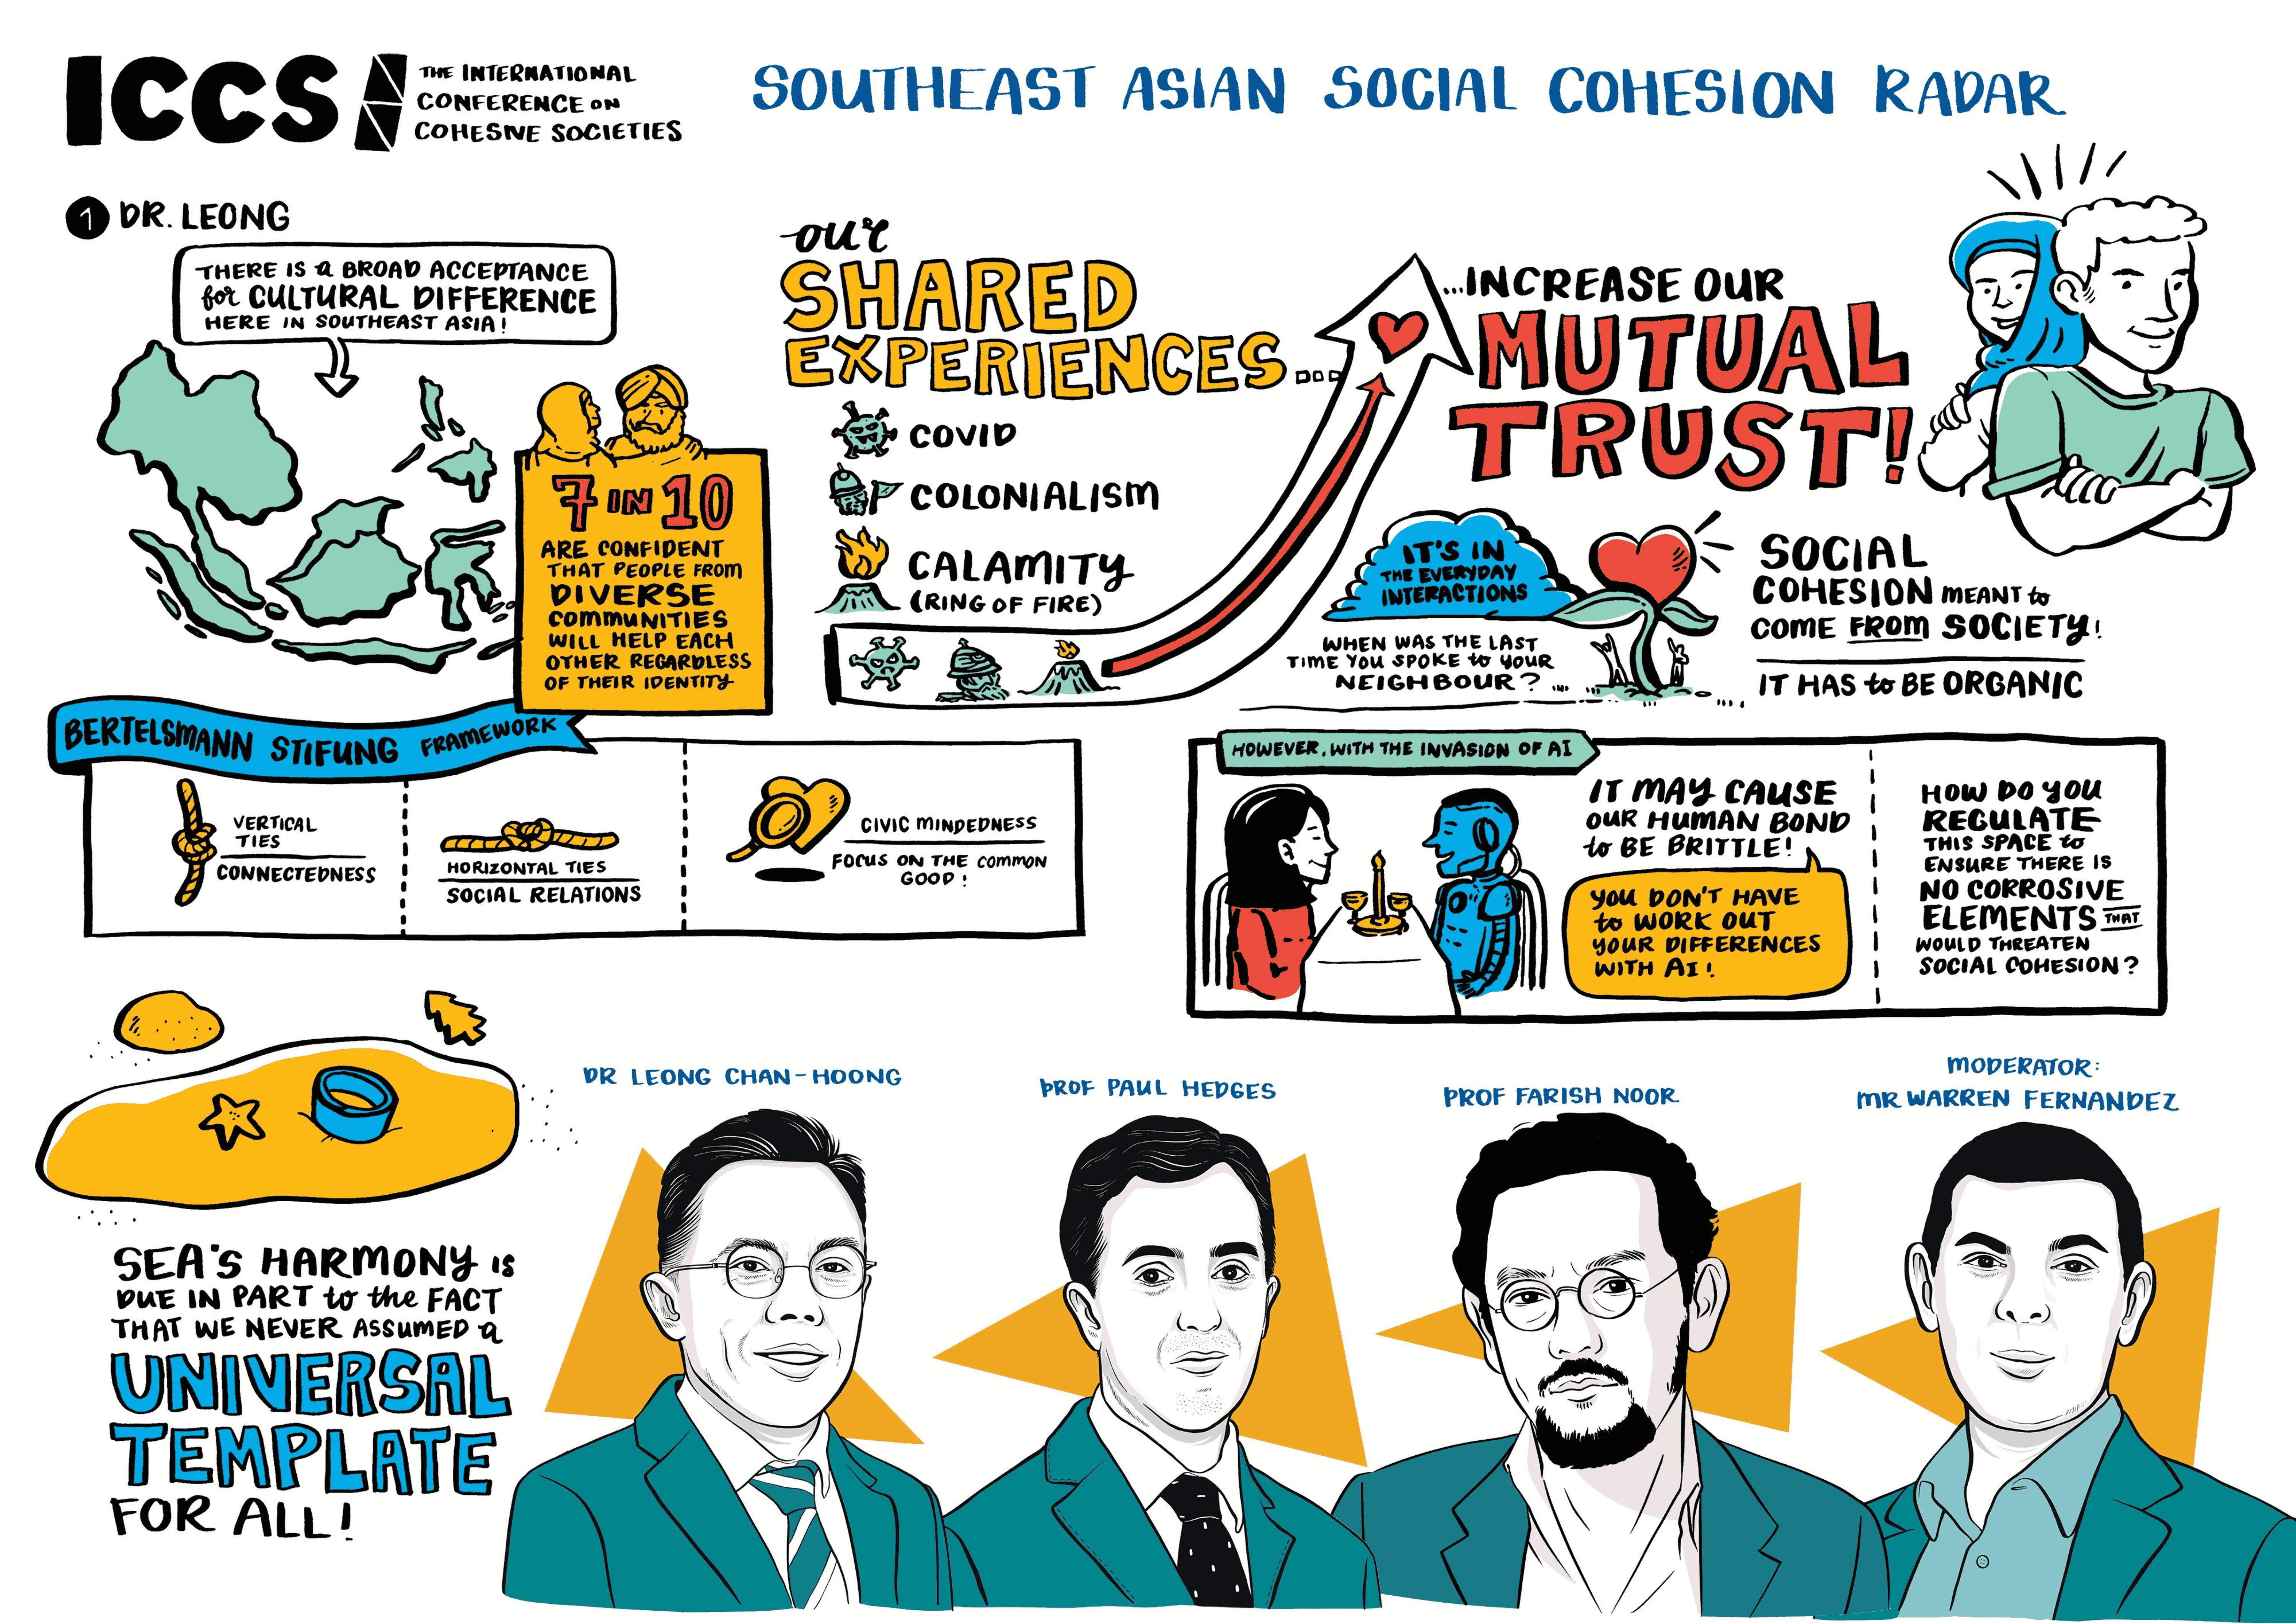 ICCS
THE INTERNATIONAL
CONFERENCE ON
COHESIVE SOCIETIES
SOUTHEAST ASIAN SOCIAL COHESION RADAR
1 DR. LEONG
THERE IS a BROAD ACCEPTANCE
for CULTURAL DIFFERENCE
HERE IN SOUTHEAST ASIA!
7 IN 10
ARE CONFIDENT
THAT PEOPLE FROM
DIVERSE
COMMUNITIES
WILL HELP EACH
OTHER REGARDLESS
OF THEIR IDENTITY
our
SHARED
EXPERIENCES...
COVID
COLONIALISM
CALAMITY
(RING OF FIRE)
...INCREASE OUR
MUTUAL
TRUST!
IT'S IN
THE EVERYDAY
INTERACTIONS
WHEN WAS THE LAST
TIME YOU SPOKE to YOUR
NEIGHBOUR?
SOCIAL
COHESION MEANT to
COME FROM SOCIETY!
IT HAS to BE ORGANIC
BERTELSMANN STIFUNG FRAMEWORK
VERTICAL
TIES
CONNECTEDNESS
HORIZONTAL TIES
SOCIAL RELATIONS
CIVIC MINDEDNESS
FOCUS ON THE COMMON
GOOD!
HOWEVER, WITH THE INVASION OF AI
IT MAY CAUSE
OUR HUMAN BOND
to BE BRITTLE!
YOU DON'T HAVE
to WORK OUT
YOUR DIFFERENCES
WITH AI!
HOW DO YOU
REGULATE
THIS SPACE to
ENSURE THERE IS
NO CORROSIVE
ELEMENTS THAT
WOULD THREATEN
SOCIAL COHESION?
SEA'S HARMONY IS
DUE IN PART to the FACT
THAT WE NEVER ASSUMED a
UNIVERSAL
TEMPLATE
FOR ALL!
DR LEONG CHAN-HOONG
PROF PAUL HEDGES
PROF FARISH NOOR
MODERATOR:
MR WARREN FERNANDEZ